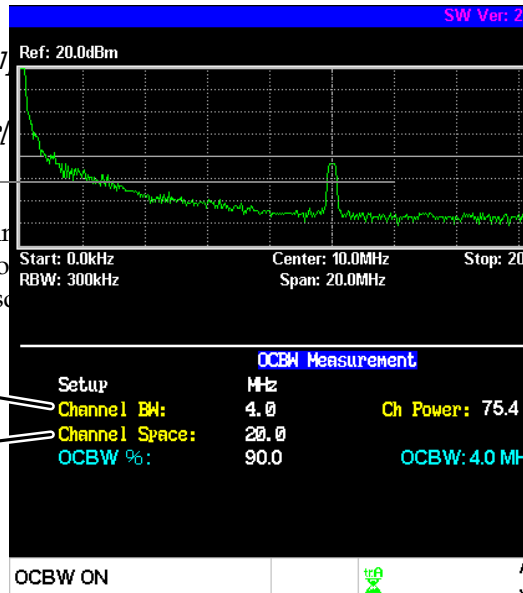 SW Ver: 2
Ref: 20.0dBm
Start: 0.0kHz Center: 10.0MHz Stop: 20
RBW: 300kHz Span: 20.0MHz
OCBW Measurement
Setup MHz
Channel BW: 4.0 Ch Power: 75.4
Channel Space: 20.0
OCBW %: 90.0 OCBW: 4.0 MH
OCBW ON trA